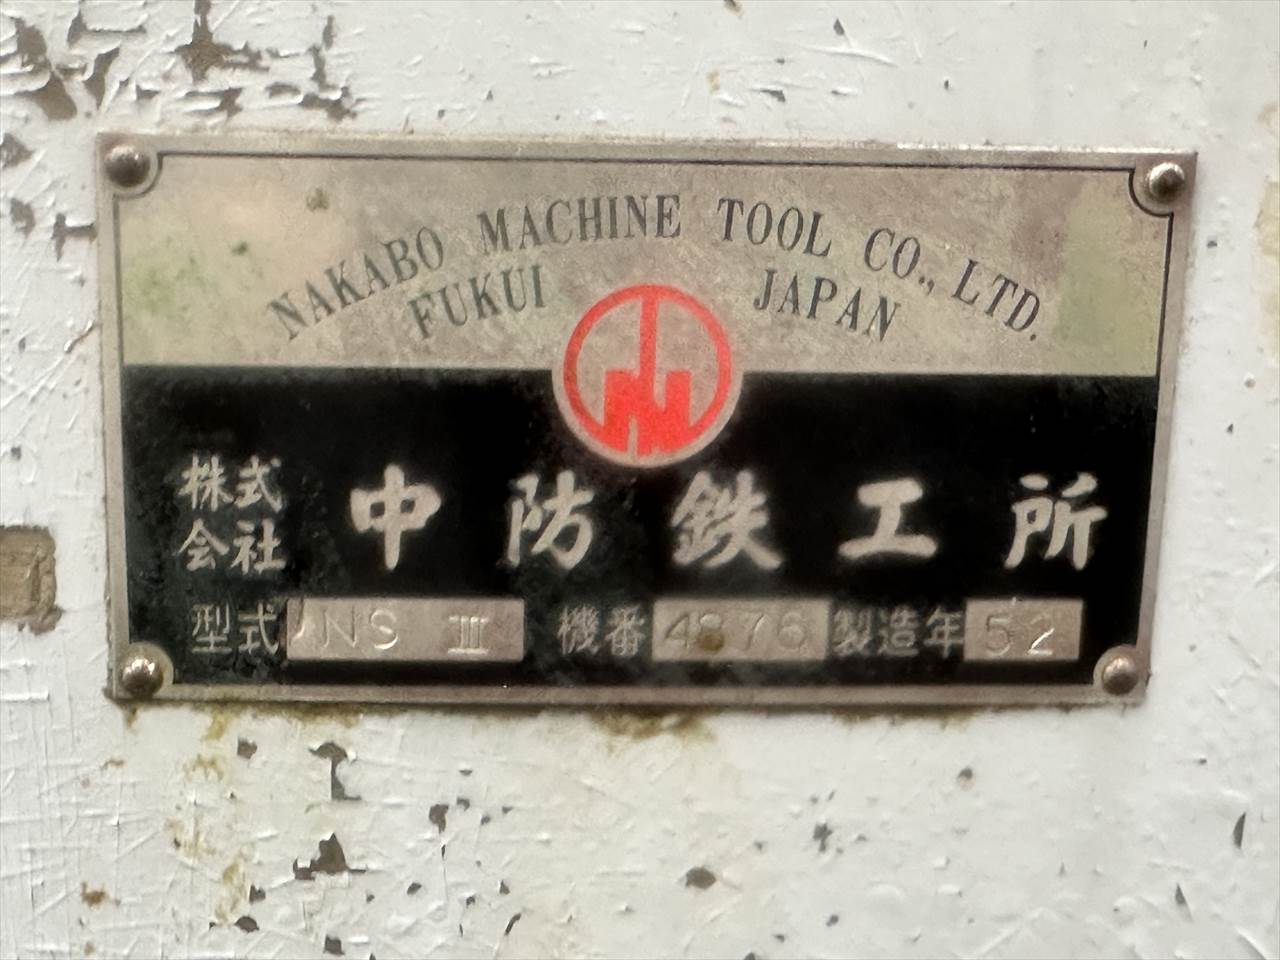 NAKABO MACHINE TOOL CO., LTD.
FUKUI JAPAN
株式会社 中防鉄工所
型式 NS III 機番 4876 製造年 52